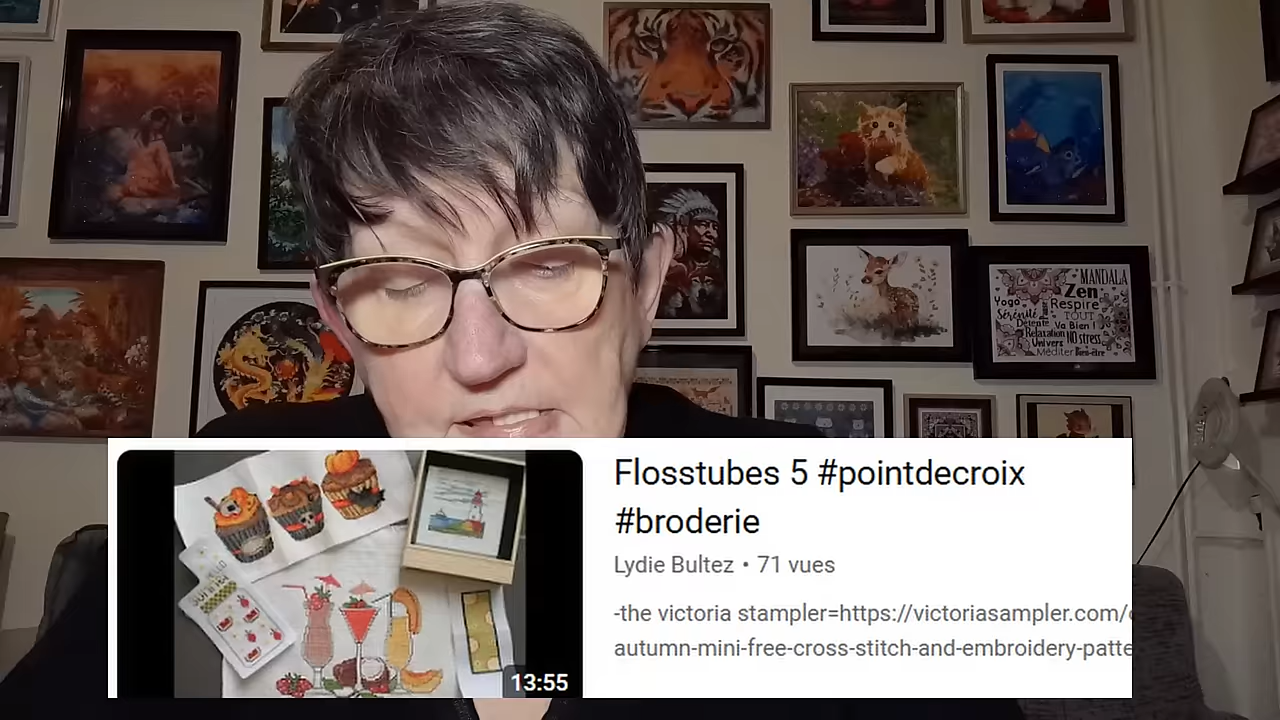 MANDALA
Zen
Yoga
Respire
Sérénité
TOUT
Détente
Va Bien !
Relaxation
NO stress
Univers
Méditer
Bien-être
Flosstubes 5 #pointdecroix
#broderie
Lydie Bultez • 71 vues
-the victoria stampler=https://victoriasampler.com/
autumn-mini-free-cross-stitch-and-embroidery-patte
13:55